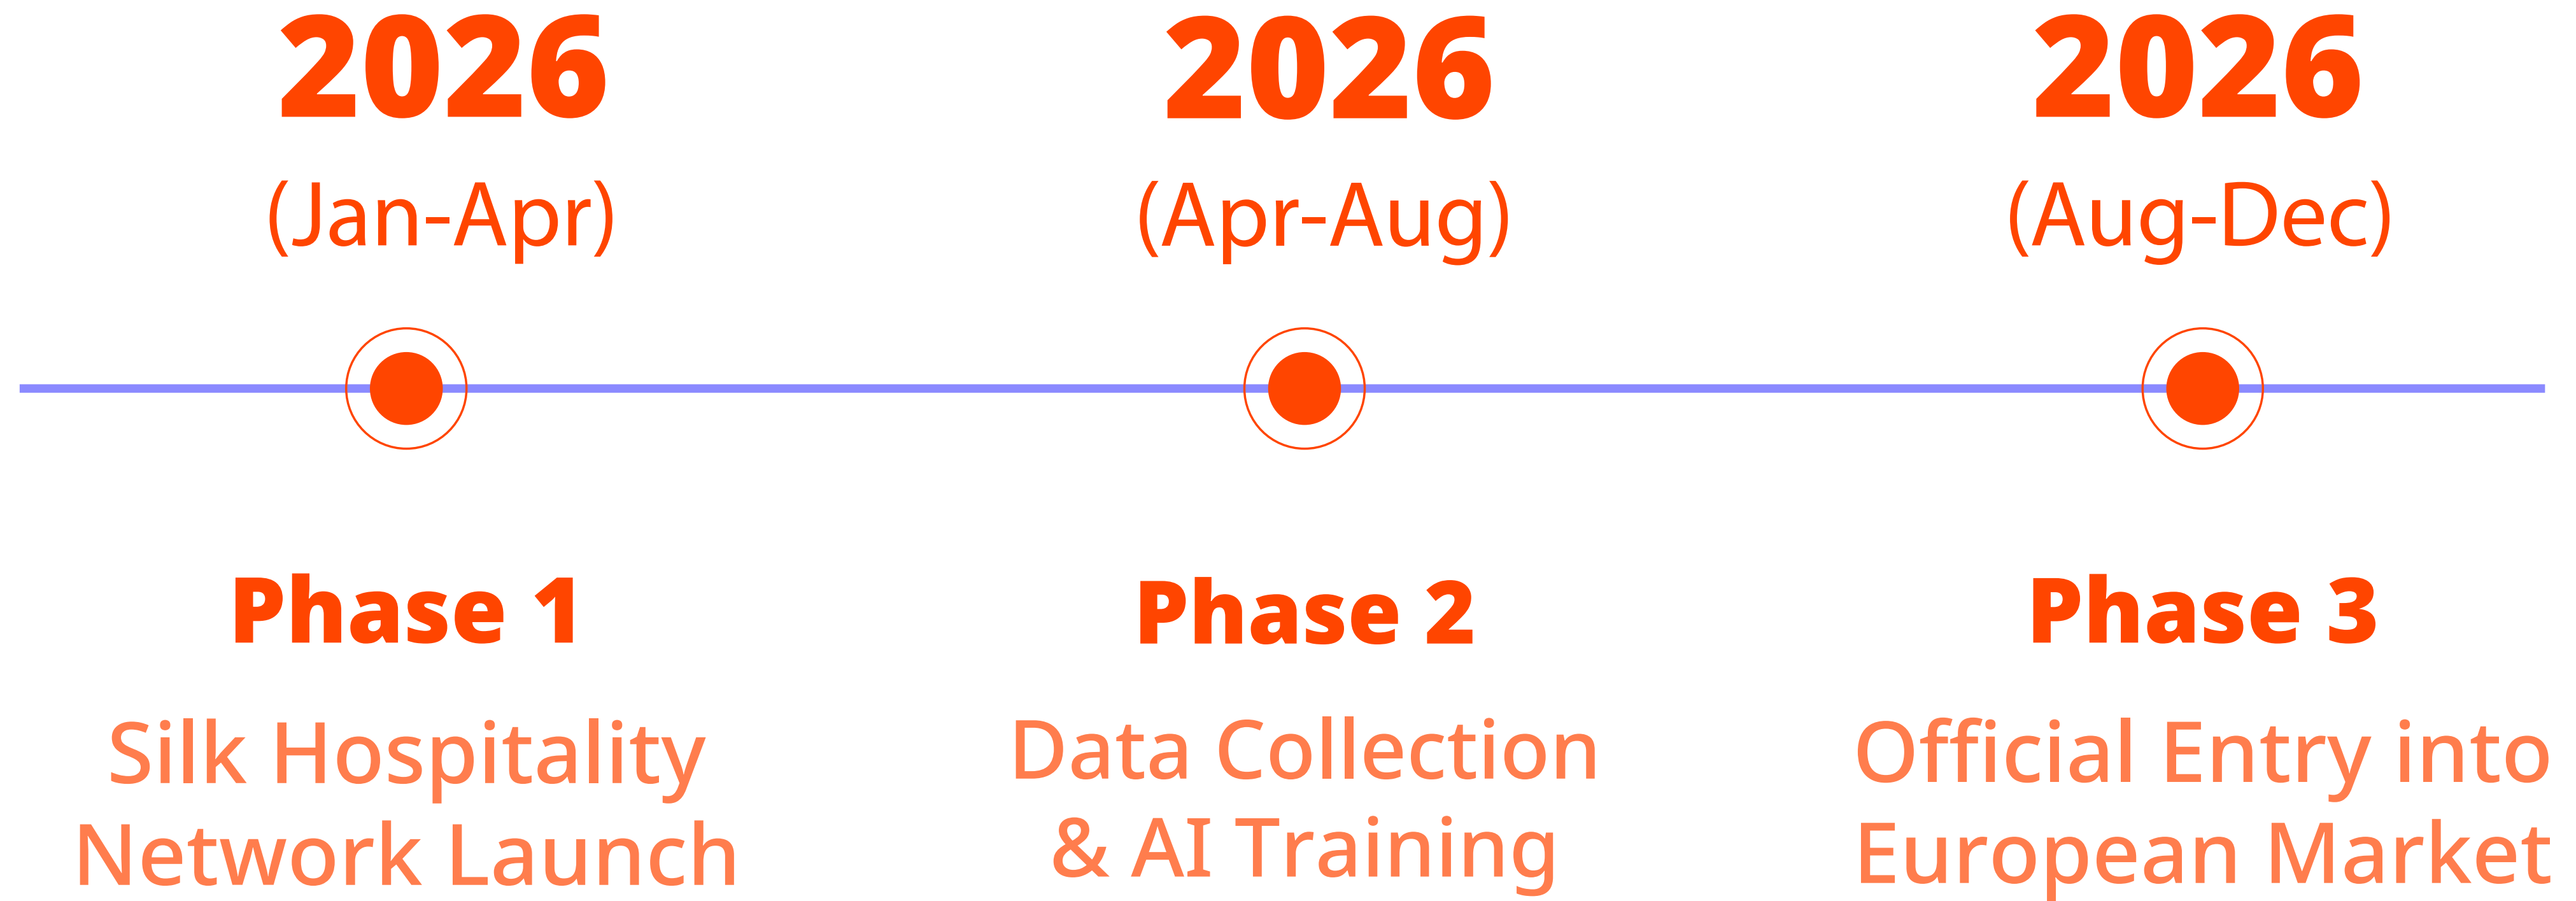 2026
(Jan-Apr)
Phase 1
Silk Hospitality
Network Launch
2026
(Apr-Aug)
Phase 2
Data Collection
& AI Training
2026
(Aug-Dec)
Phase 3
Official Entry into
European Market